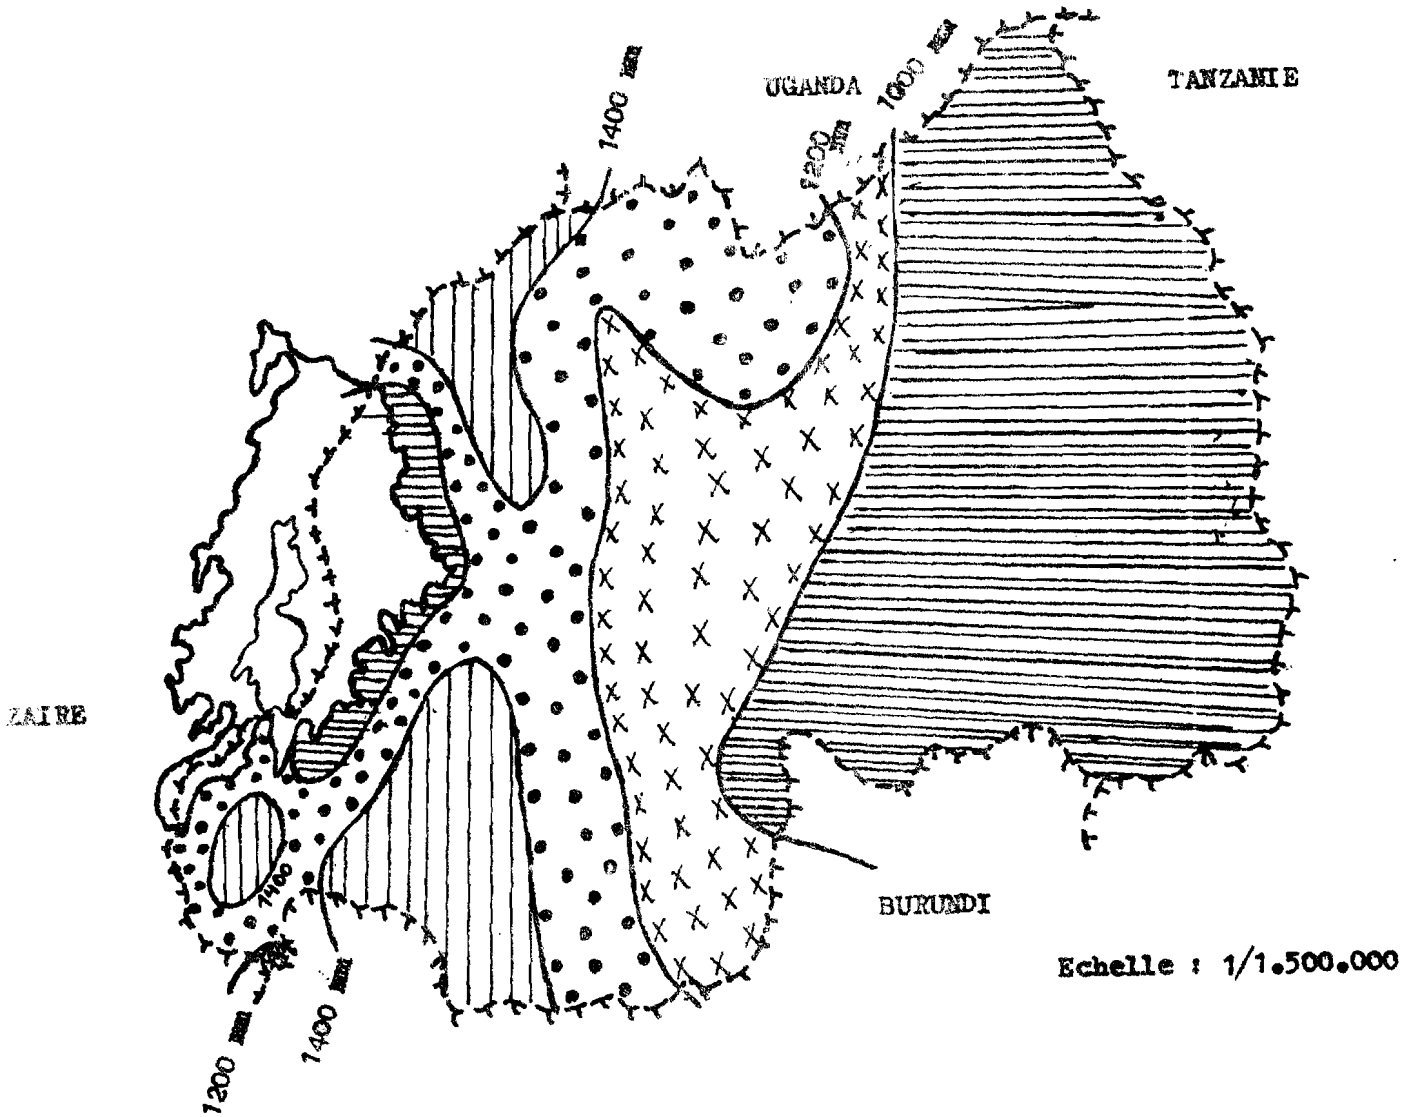 1000 mm
1400 mm
UGANDA
TANZANIE
1200 mm
ZAIRE
1400
BURUNDI
Echelle : 1/1.500.000
1400 mm
1200 mm